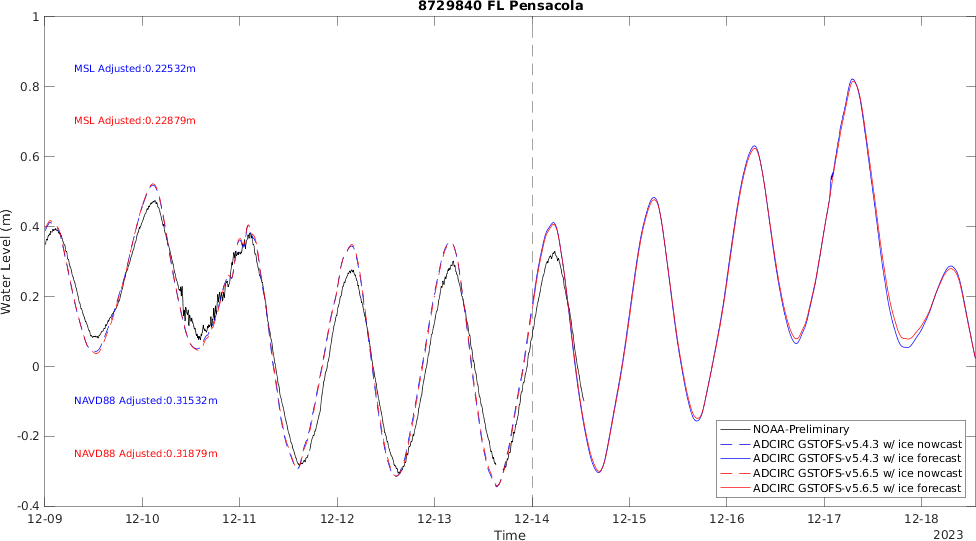 8729840 FL Pensacola
1
0.8
0.6
0.4
0.2
0
-0.2
-0.4
Water Level (m)
MSL Adjusted:0.22532m
MSL Adjusted:0.22879m
NAVD88 Adjusted:0.31532m
NAVD88 Adjusted:0.31879m
NOAA-Preliminary
ADCIRC GSTOFS-v5.4.3 w/ ice nowcast
ADCIRC GSTOFS-v5.4.3 w/ ice forecast
ADCIRC GSTOFS-v5.6.5 w/ ice nowcast
ADCIRC GSTOFS-v5.6.5 w/ ice forecast
12-09 12-10 12-11 12-12 12-13 12-14 12-15 12-16 12-17 12-18
Time
2023